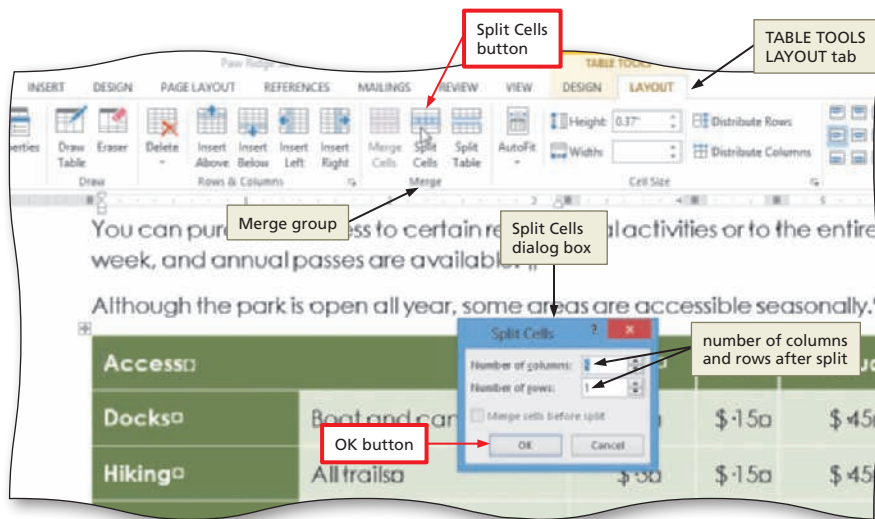 Split Cells
button
TABLE TOOLS
LAYOUT tab
Paw Ridge
TABLE TOOLS
INSERT DESIGN PAGE LAYOUT REFERENCES MAILINGS REVIEW VIEW DESIGN LAYOUT
Draw Table
Eraser
Delete
Insert Above
Insert Below
Insert Left
Insert Right
Merge Cells
Split Cells
Split Table
AutoFit
Height: 0.37"
Width:
Distribute Rows
Distribute Columns
Draw Rows & Columns Merge Cell Size
Merge group
Split Cells
dialog box
You can ess to certain al activities or to the entire
week, and annual passes are
Although the park is open all year, some areas are accessible seasonally.
Split Cells ?
Number of columns:
Number of rows: 1
Merge cells before split
OK Cancel
number of columns
and rows after split
OK button
Access¤
Docks¤ Boat and $·15¤
Hiking¤ All trails¤ $·15¤